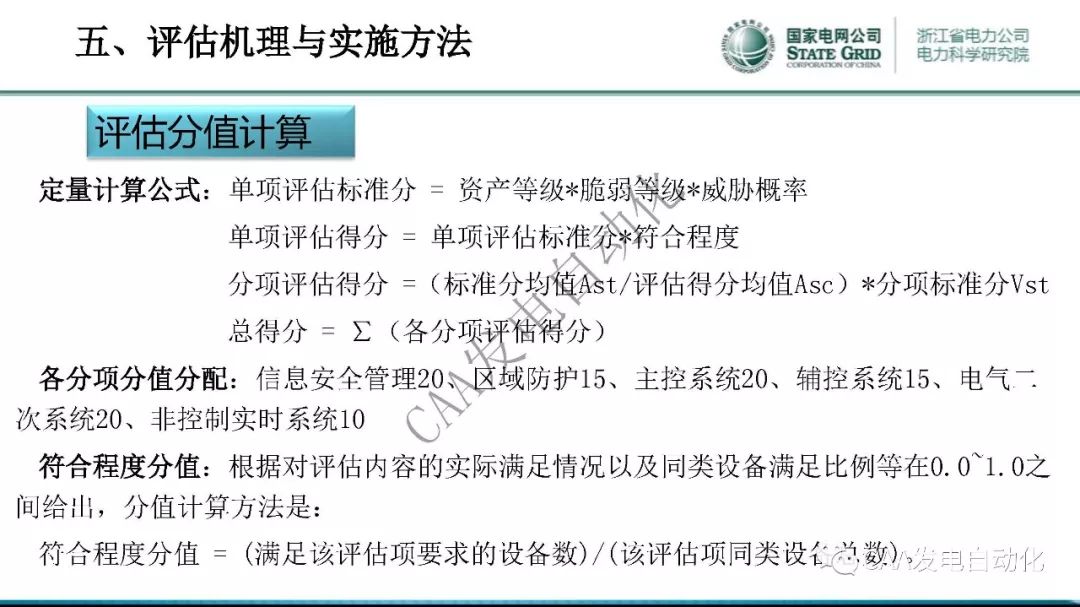 五、评估机理与实施方法
国家电网公司
STATE GRID
CORPORATION OF CHINA
浙江省电力公司
电力科学研究院
评估分值计算
定量计算公式：单项评估标准分 = 资产等级*脆弱等级*威胁概率
单项评估得分 = 单项评估标准分*符合程度
分项评估得分 =（标准分均值Ast/评估得分均值Asc）*分项标准分Vst
总得分 = ∑（各分项评估得分）
各分项分值分配：信息安全管理20、区域防护15、主控系统20、辅控系统15、电气二
次系统20、非控制实时系统10
符合程度分值：根据对评估内容的实际满足情况以及同类设备满足比例等在0.0~1.0之
间给出，分值计算方法是：
符合程度分值 = (满足该评估项要求的设备数)/(该评估项同类设备总数)。
CAA发电自动化
CAA发电自动化